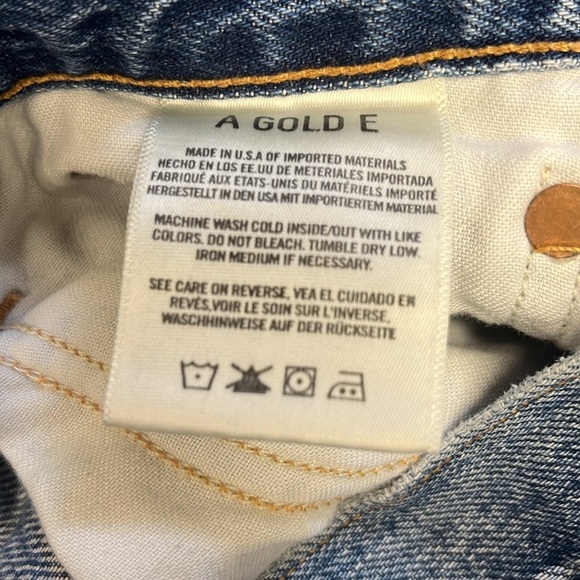 A GOLD E
MADE IN U.S.A OF IMPORTED MATERIALS
HECHO EN LOS EE.UU DE METERIALES IMPORTADA
FABRIQUÉ AUX ETATS-UNIS DU MATÉRIELS IMPORTÉ
HERGESTELLT IN DEN USA MIT IMPORTIERTEM MATERIAL
MACHINE WASH COLD INSIDE/OUT WITH LIKE
COLORS. DO NOT BLEACH. TUMBLE DRY LOW.
IRON MEDIUM IF NECESSARY.
SEE CARE ON REVERSE, VEA EL CUIDADO EN
REVÉS,VOIR LE SOIN SUR L'INVERSE,
WASCHHINWEISE AUF DER RÜCKSEITE